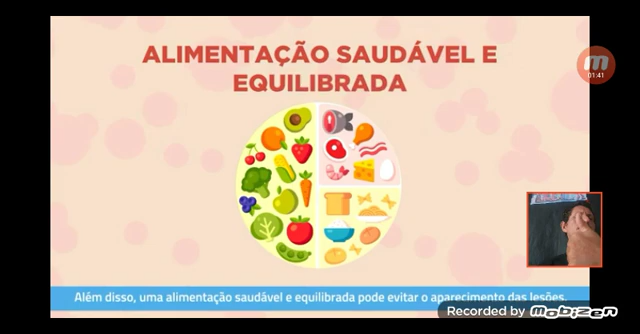 ALIMENTAÇÃO SAUDÁVEL E
EQUILIBRADA
M
01:41
Além disso, uma alimentação saudável e equilibrada pode evitar o aparecimento das lesões.
Recorded by mobizen